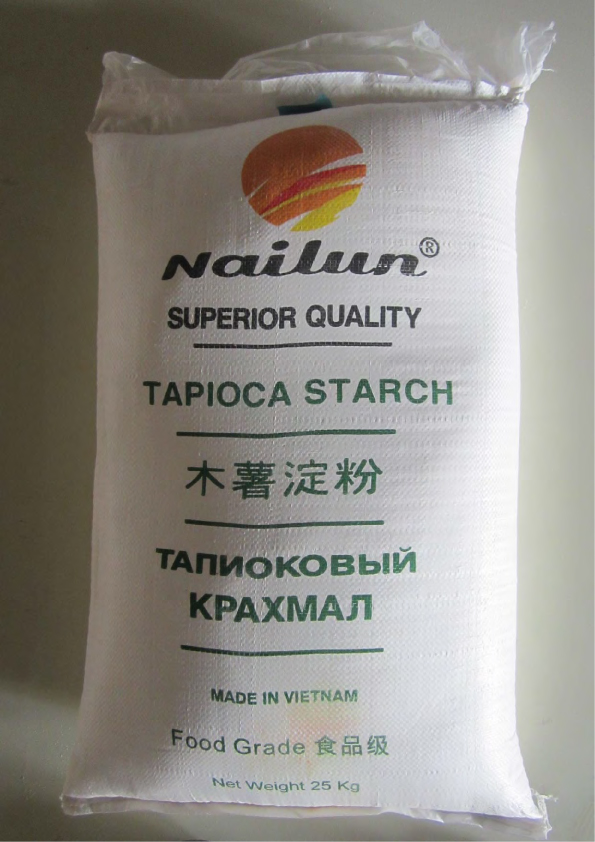 Nailun®
SUPERIOR QUALITY
TAPIOCA STARCH
木薯淀粉
ТАПИОКОВЫЙ
КРАХМАЛ
MADE IN VIETNAM
Food Grade 食品级
Net Weight 25 Kg